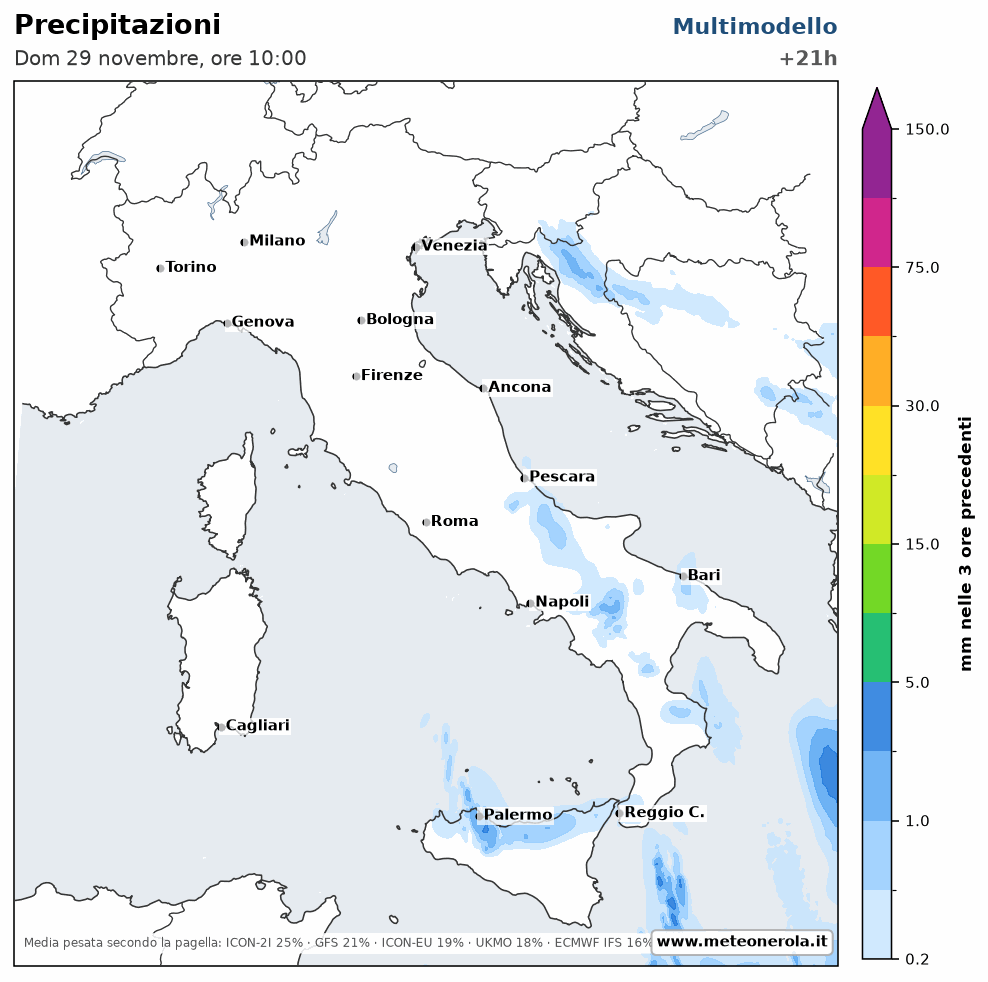 Precipitazioni
Multimodello
Dom 29 novembre, ore 10:00
+21h
150.0
75.0
30.0
15.0
5.0
1.0
0.2
mm nelle 3 ore precedenti
Milano
Venezia
Torino
Genova
Bologna
Firenze
Ancona
Pescara
Roma
Bari
Napoli
Cagliari
Palermo
Reggio C.
Media pesata secondo la pagella: ICON-2I 25% · GFS 21% · ICON-EU 19% · UKMO 18% · ECMWF IFS 16%
www.meteonerola.it